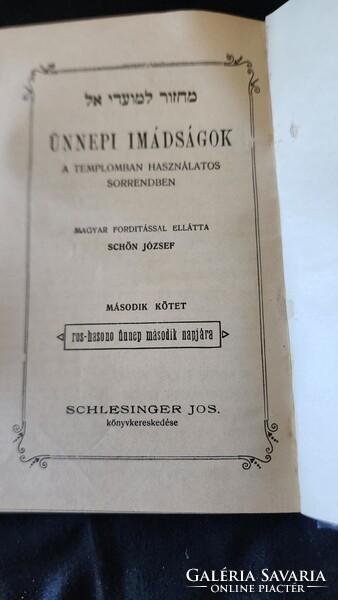 מחזור למועדי אל
ÜNNEPI IMÁDSÁGOK
A TEMPLOMBAN HASZNÁLATOS
SORRENDBEN
MAGYAR FORDITÁSSAL ELLÁTTA
SCHÖN JÓZSEF
MÁSODIK KÖTET
ros-hasono ünnep második napjára
SCHLESINGER JOS.
könyvkereskedése
GALÉRIA SAVARIA
ONLINE PIACTÉR